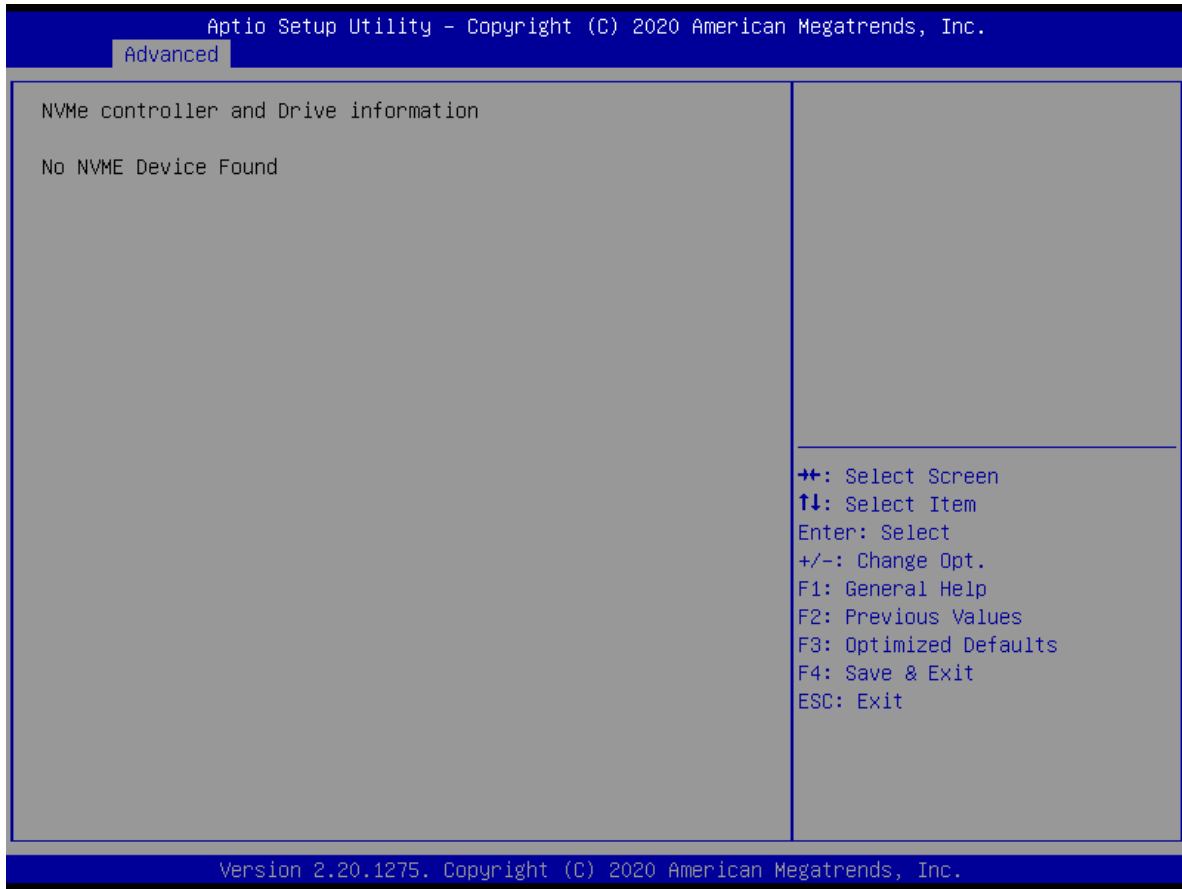 Aptio Setup Utility – Copyright (C) 2020 American Megatrends, Inc.
Advanced
NVMe controller and Drive information
No NVME Device Found
→←: Select Screen
↑↓: Select Item
Enter: Select
+/-: Change Opt.
F1: General Help
F2: Previous Values
F3: Optimized Defaults
F4: Save & Exit
ESC: Exit
Version 2.20.1275. Copyright (C) 2020 American Megatrends, Inc.